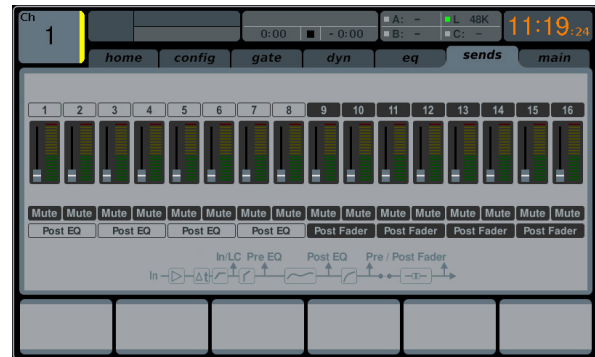 Ch
1
0:00 - 0:00
A: - L 48K
B: - C: -
11:19:24
home config gate dyn eq sends main
1 2 3 4 5 6 7 8 9 10 11 12 13 14 15 16
Mute Mute Mute Mute Mute Mute Mute Mute Mute Mute Mute Mute Mute Mute Mute Mute
Post EQ Post EQ Post EQ Post EQ Post Fader Post Fader Post Fader Post Fader
In/LC Pre EQ Post EQ Pre / Post Fader
In Δt